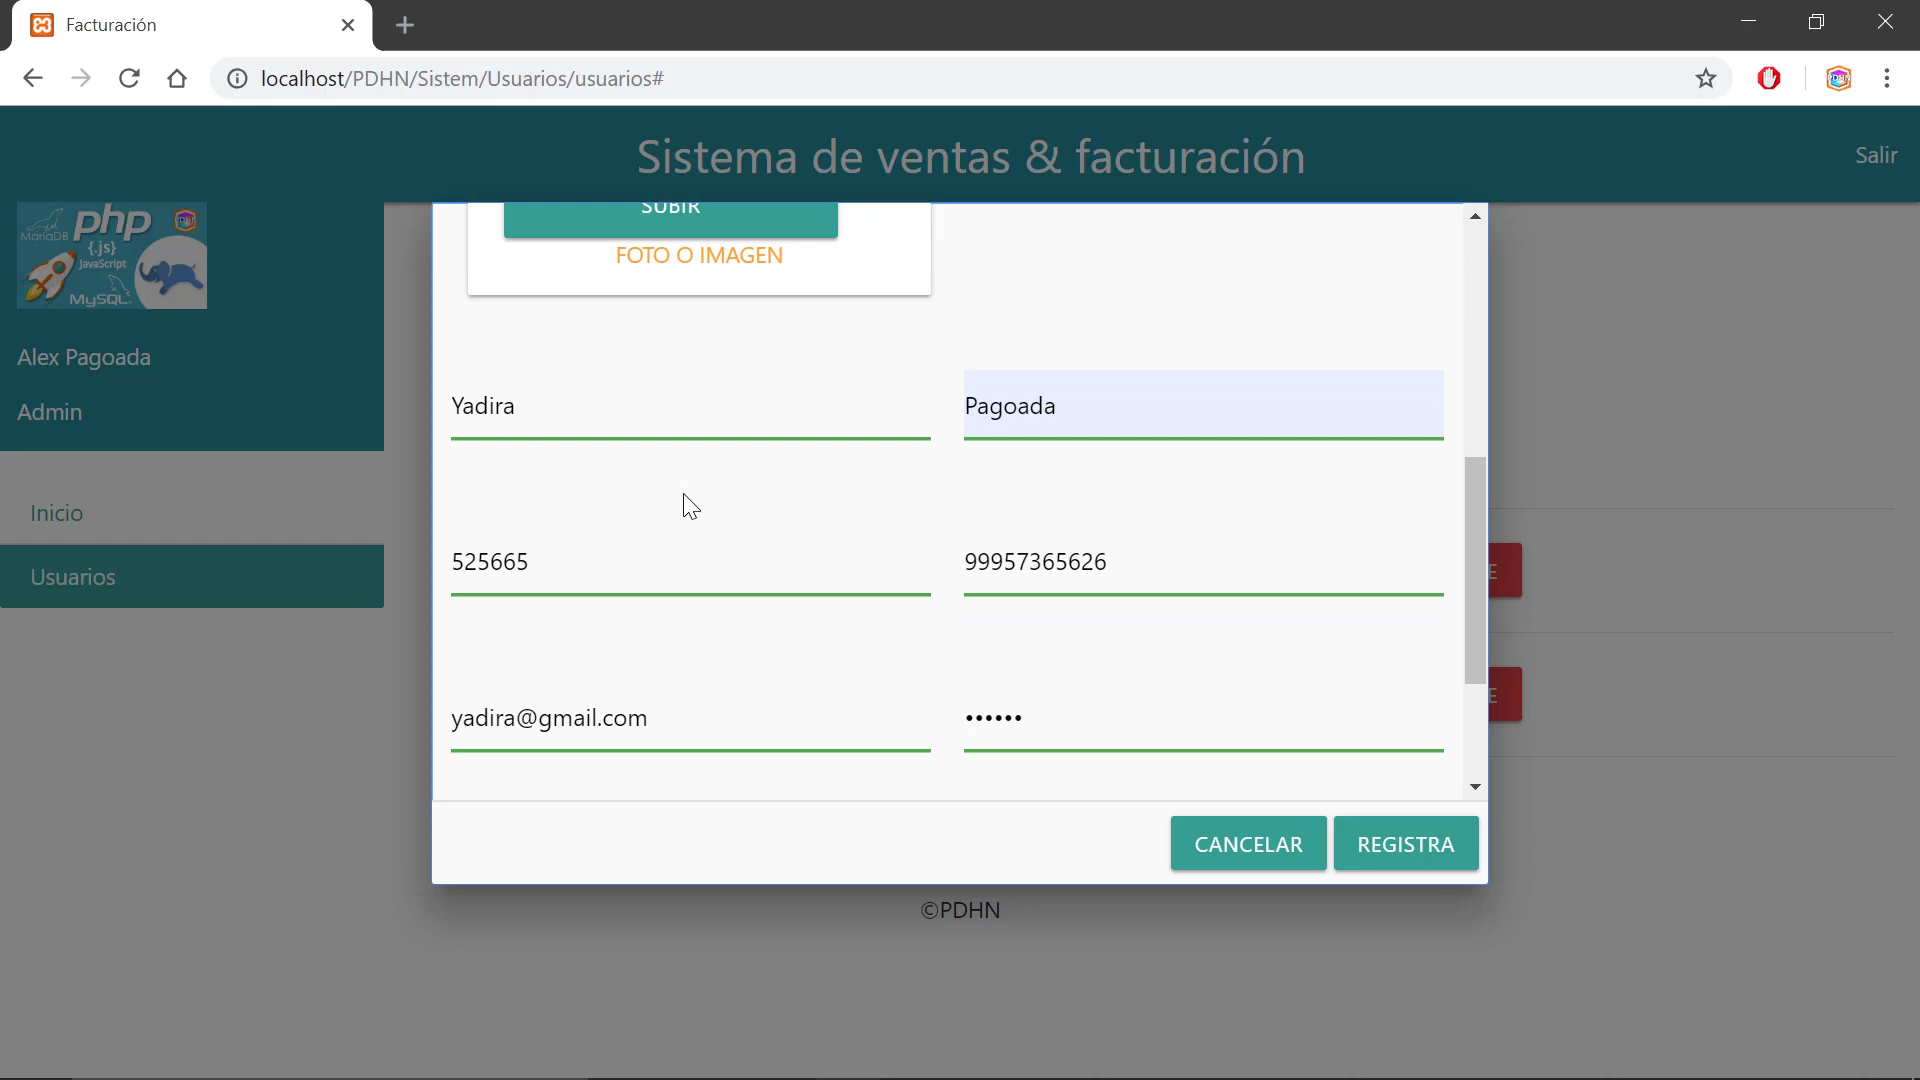 Facturación
localhost/PDHN/Sistem/Usuarios/usuarios#
Sistema de ventas & facturación
Salir
php
MariaDB
{.js}
JavaScript
MySQL
Alex Pagoada
Admin
Inicio
Usuarios
SUBIR
FOTO O IMAGEN
Yadira
Pagoada
525665
99957365626
yadira@gmail.com
••••••
E
E
CANCELAR
REGISTRA
©PDHN